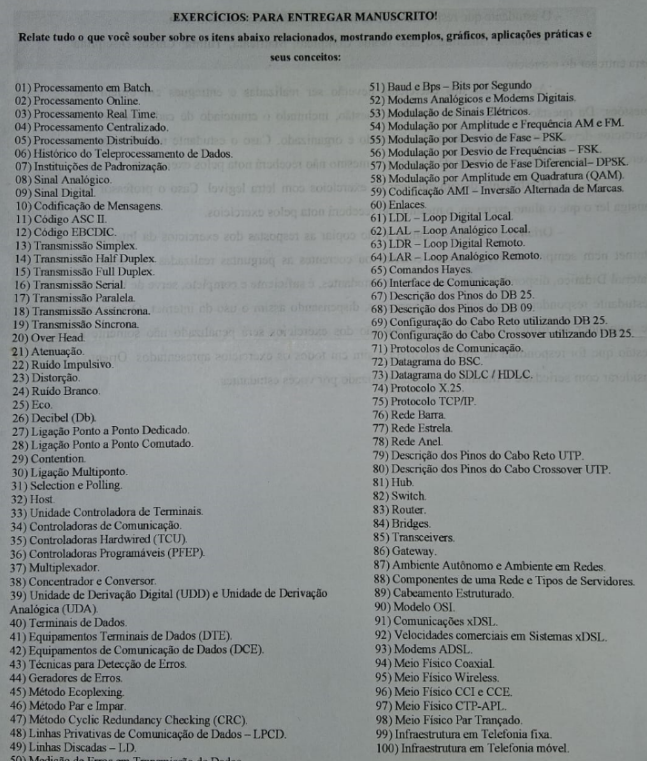 EXERCÍCIOS: PARA ENTREGAR MANUSCRITO!
Relate tudo o que você souber sobre os itens abaixo relacionados, mostrando exemplos, gráficos, aplicações práticas e
seus conceitos:
01) Processamento em Batch.
02) Processamento Online.
03) Processamento Real Time.
04) Processamento Centralizado.
05) Processamento Distribuído.
06) Histórico do Teleprocessamento de Dados.
07) Instituições de Padronização.
08) Sinal Analógico.
09) Sinal Digital.
10) Codificação de Mensagens.
11) Código ASC II.
12) Código EBCDIC.
13) Transmissão Simplex.
14) Transmissão Half Duplex.
15) Transmissão Full Duplex.
16) Transmissão Serial.
17) Transmissão Paralela.
18) Transmissão Assíncrona.
19) Transmissão Síncrona.
20) Over Head.
21) Atenuação.
22) Ruído Impulsivo.
23) Distorção.
24) Ruído Branco.
25) Eco.
26) Decibel (Db).
27) Ligação Ponto a Ponto Dedicado.
28) Ligação Ponto a Ponto Comutado.
29) Contention.
30) Ligação Multiponto.
31) Selection e Polling.
32) Host.
33) Unidade Controladora de Terminais.
34) Controladoras de Comunicação.
35) Controladoras Hardwired (TCU).
36) Controladoras Programáveis (PFEP).
37) Multiplexador.
38) Concentrador e Conversor.
39) Unidade de Derivação Digital (UDD) e Unidade de Derivação
Analógica (UDA).
40) Terminais de Dados.
41) Equipamentos Terminais de Dados (DTE).
42) Equipamentos de Comunicação de Dados (DCE).
43) Técnicas para Detecção de Erros.
44) Geradores de Erros.
45) Método Ecoplexing.
46) Método Par e Impar.
47) Método Cyclic Redundancy Checking (CRC).
48) Linhas Privativas de Comunicação de Dados – LPCD.
49) Linhas Discadas – LD.
50) Medição de Erros em Transmissão de Dados
51) Baud e Bps – Bits por Segundo
52) Modems Analógicos e Modems Digitais.
53) Modulação de Sinais Elétricos.
54) Modulação por Amplitude e Frequência AM e FM.
55) Modulação por Desvio de Fase – PSK.
56) Modulação por Desvio de Frequências – FSK.
57) Modulação por Desvio de Fase Diferencial– DPSK.
58) Modulação por Amplitude em Quadratura (QAM).
59) Codificação AMI – Inversão Alternada de Marcas.
60) Enlaces.
61) LDL – Loop Digital Local.
62) LAL – Loop Analógico Local.
63) LDR – Loop Digital Remoto.
64) LAR – Loop Analógico Remoto.
65) Comandos Hayes.
66) Interface de Comunicação.
67) Descrição dos Pinos do DB 25.
68) Descrição dos Pinos do DB 09.
69) Configuração do Cabo Reto utilizando DB 25.
70) Configuração do Cabo Crossover utilizando DB 25.
71) Protocolos de Comunicação.
72) Datagrama do BSC.
73) Datagrama do SDLC / HDLC.
74) Protocolo X.25.
75) Protocolo TCP/IP.
76) Rede Barra.
77) Rede Estrela.
78) Rede Anel.
79) Descrição dos Pinos do Cabo Reto UTP.
80) Descrição dos Pinos do Cabo Crossover UTP.
81) Hub.
82) Switch.
83) Router.
84) Bridges.
85) Transceivers.
86) Gateway.
87) Ambiente Autônomo e Ambiente em Redes.
88) Componentes de uma Rede e Tipos de Servidores.
89) Cabeamento Estruturado.
90) Modelo OSI.
91) Comunicações xDSL.
92) Velocidades comerciais em Sistemas xDSL.
93) Modems ADSL.
94) Meio Físico Coaxial.
95) Meio Físico Wireless.
96) Meio Físico CCI e CCE.
97) Meio Físico CTP-APL.
98) Meio Físico Par Trançado.
99) Infraestrutura em Telefonia fixa.
100) Infraestrutura em Telefonia móvel.